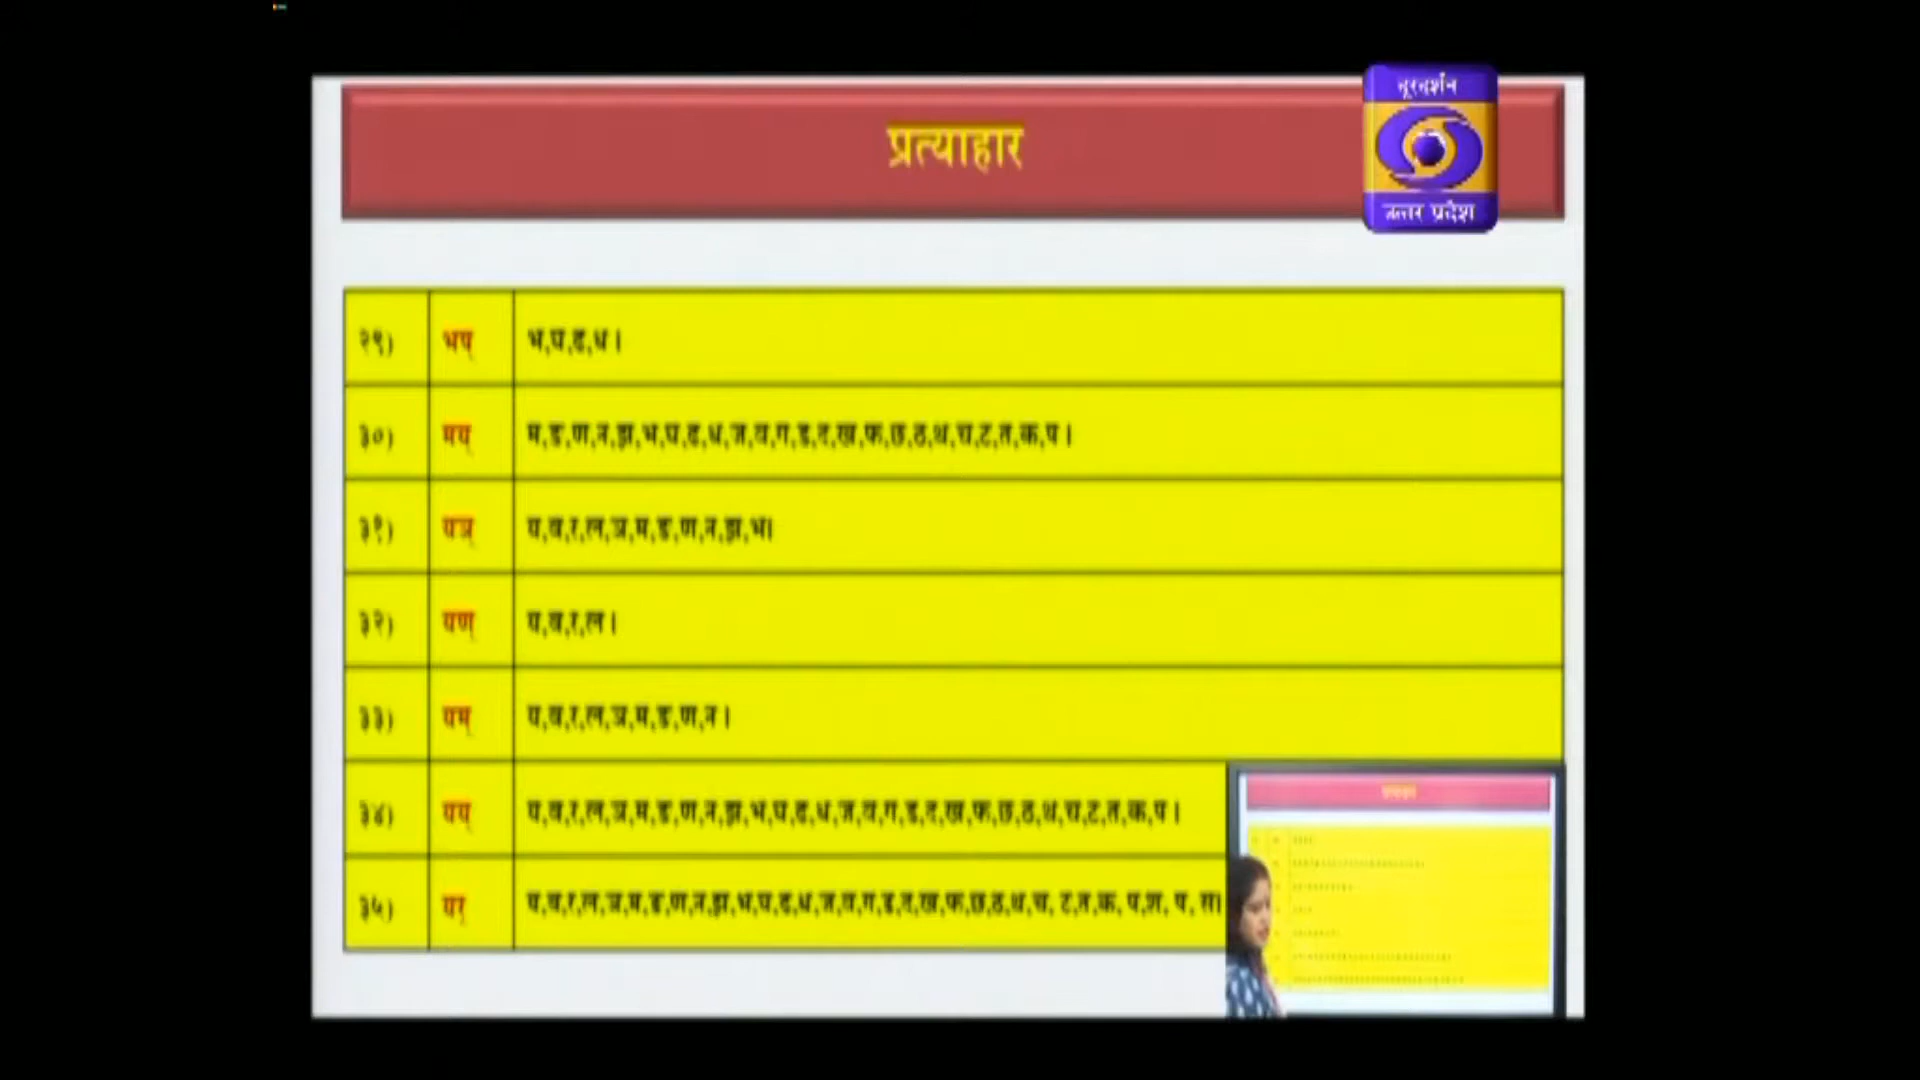 दूरदर्शन
प्रत्याहार
उत्तर प्रदेश
२९) भष् भ,घ,ढ,ध ।
३०) मय् म,ङ,ण,न,झ,भ,घ,ढ,ध,ज,व,ग,ड,द,ख,फ,छ,ठ,थ,च,ट,त,क,प ।
३१) यञ् य,व,र,ल,ञ,म,ङ,ण,न,झ,भ।
३२) यण् य,व,र,ल ।
३३) यम् य,व,र,ल,ञ,म,ङ,ण,न ।
३४) यय् य,व,र,ल,ञ,म,ङ,ण,न,झ,भ,घ,ढ,ध,ज,व,ग,ड,द,ख,फ,छ,ठ,थ,च,ट,त,क,प ।
३५) यर् य,व,र,ल,ञ,म,ङ,ण,न,झ,भ,घ,ढ,ध,ज,व,ग,ड,द,ख,फ,छ,ठ,थ,च, ट,त,क, प,श, ष, स।